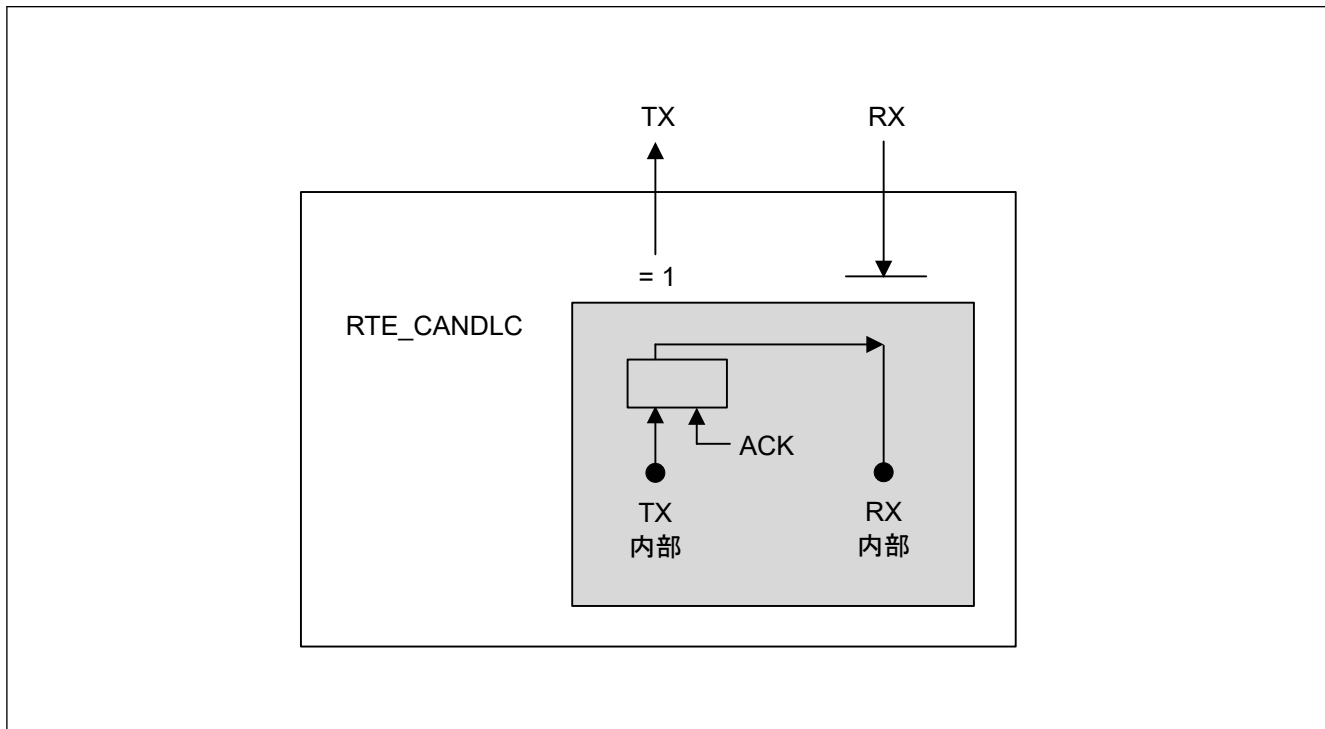 TX
RX
= 1
RTE_CANDLC
ACK
TX
内部
RX
内部